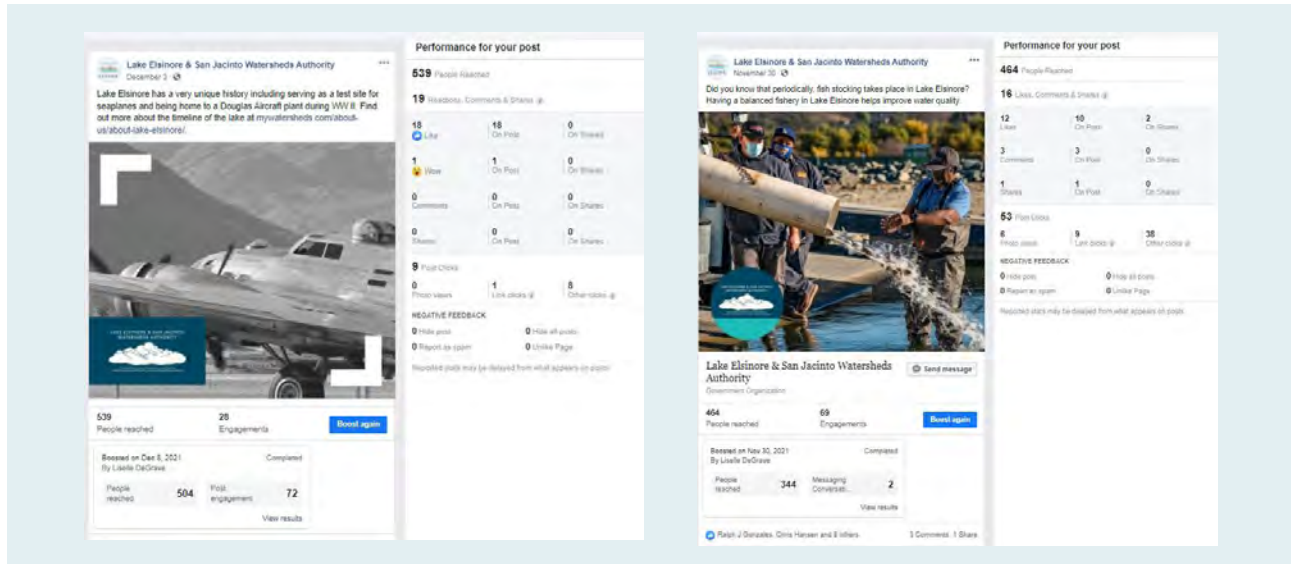 Lake Elsinore & San Jacinto Watersheds Authority
December 3
Lake Elsinore has a very unique history including serving as a test site for
seaplanes and being home to a Douglas Aircraft plant during WW II. Find
out more about the timeline of the lake at mywatersheds.com/about-
us/about-lake-elsinore/.
LAKE ELSINORE & SAN JACINTO
WATERSHEDS AUTHORITY
539 28
People reached Engagements Boost again
Boosted on Dec 8, 2021 Completed
By Liselle DeGrave
People reached 504 Post engagement 72
View results
Performance for your post
539 People Reached
19 Reactions, Comments & Shares
18 Like 18 On Post 0 On Shares
1 Wow 1 On Post 0 On Shares
0 Comments 0 On Post 0 On Shares
0 Shares 0 On Post 0 On Shares
9 Post Clicks
0 Photo views 1 Link clicks 8 Other clicks
NEGATIVE FEEDBACK
0 Hide post 0 Hide all posts
0 Report as spam 0 Unlike Page
Reported stats may be delayed from what appears on posts
Lake Elsinore & San Jacinto Watersheds Authority
November 30
Did you know that periodically, fish stocking takes place in Lake Elsinore?
Having a balanced fishery in Lake Elsinore helps improve water quality.
LAKE ELSINORE & SAN JACINTO
WATERSHEDS AUTHORITY
Lake Elsinore & San Jacinto Watersheds
Authority
Send message
Government Organization
464 69
People reached Engagements Boost again
Boosted on Nov 30, 2021 Completed
By Liselle DeGrave
People reached 344 Messaging Conversati... 2
View results
Ralph J Gonzales, Chris Hansen and 8 others 3 Comments 1 Share
Performance for your post
464 People Reached
16 Likes, Comments & Shares
12 Likes 10 On Post 2 On Shares
3 Comments 3 On Post 0 On Shares
1 Shares 1 On Post 0 On Shares
53 Post Clicks
6 Photo views 9 Link clicks 38 Other clicks
NEGATIVE FEEDBACK
0 Hide post 0 Hide all posts
0 Report as spam 0 Unlike Page
Reported stats may be delayed from what appears on posts